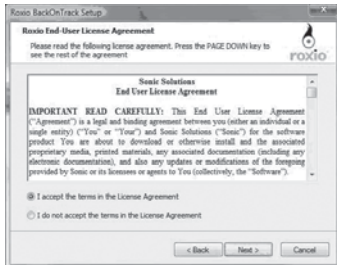 Roxio BackOnTrack Setup
Roxio End-User License Agreement
Please read the following license agreement. Press the PAGE DOWN key to
see the rest of the agreement
roxio
Sonic Solutions
End User License Agreement
IMPORTANT READ CAREFULLY: This End User License Agreement
("Agreement") is a legal and binding agreement between you (either an individual or a
single entity) ("You" or "Your") and Sonic Solutions ("Sonic") for the software
product You are about to download or otherwise install and the associated
proprietary media, printed materials, any associated documentation (including any
electronic documentation), and also any updates or modifications of the foregoing
provided by Sonic or its licensees or agents to You (collectively, the "Software").
I accept the terms in the License Agreement
I do not accept the terms in the License Agreement
< Back
Next >
Cancel